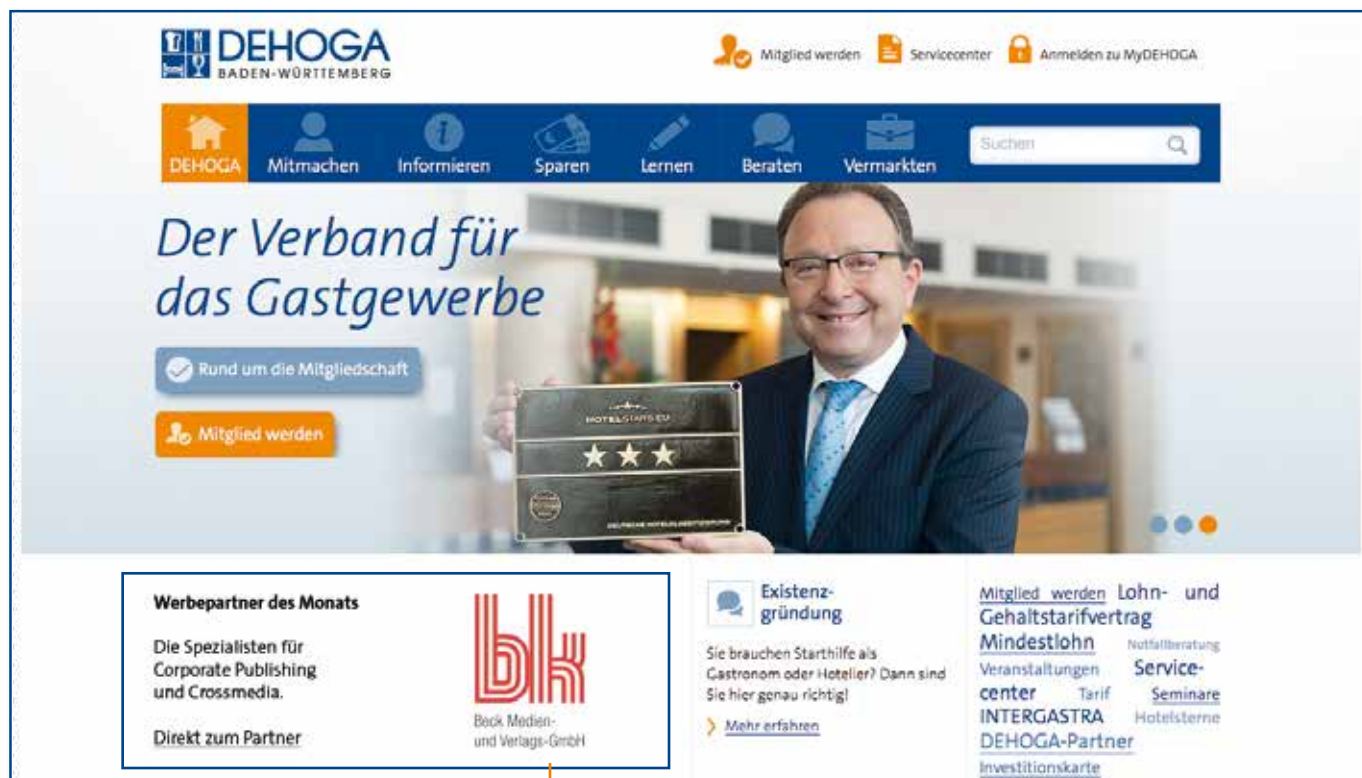 DEHOGA
BADEN-WÜRTTEMBERG
Mitglied werden
Servicecenter
Anmelden zu MyDEHOGA
DEHOGA
Mitmachen
Informieren
Sparen
Lernen
Beraten
Vermarkten
Suchen
Der Verband für
das Gastgewerbe
Rund um die Mitgliedschaft
Mitglied werden
HOTELSTARS.EU
DEUTSCHE HOTELKLASSIFIZIERUNG
Werbepartner des Monats
Die Spezialisten für
Corporate Publishing
und Crossmedia.
Direkt zum Partner
bk
Beck Medien-
und Verlags-GmbH
Existenz-
gründung
Sie brauchen Starthilfe als
Gastronom oder Hotelier? Dann sind
Sie hier genau richtig!
Mehr erfahren
Mitglied werden Lohn- und
Gehaltstarifvertrag
Mindestlohn Notfallberatung
Veranstaltungen Service-
center Tarif Seminare
INTERGASTRA Hotelsterne
DEHOGA-Partner
Investitionskarte